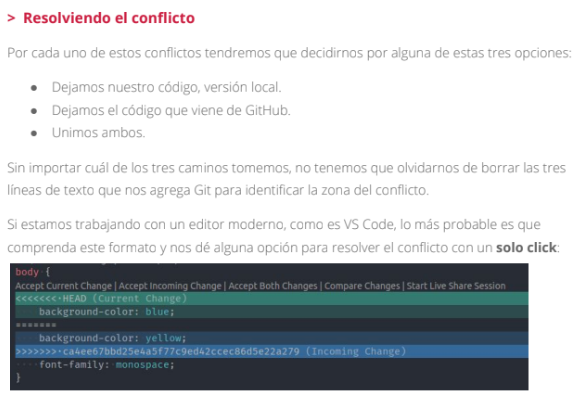 > Resolviendo el conflicto
Por cada uno de estos conflictos tendremos que decidirnos por alguna de estas tres opciones:
● Dejamos nuestro código, versión local.
● Dejamos el código que viene de GitHub.
● Unimos ambos.
Sin importar cuál de los tres caminos tomemos, no tenemos que olvidarnos de borrar las tres
líneas de texto que nos agrega Git para identificar la zona del conflicto.
Si estamos trabajando con un editor moderno, como es VS Code, lo más probable es que
comprenda este formato y nos dé alguna opción para resolver el conflicto con un solo click:
body {
Accept Current Change | Accept Incoming Change | Accept Both Changes | Compare Changes | Start Live Share Session
<<<<<<< HEAD (Current Change)
background-color: blue;
=======
background-color: yellow;
>>>>>>> ca4ee67bbd25e4a5f77c9ed42ccec86d5e22a279 (Incoming Change)
font-family: monospace;
}